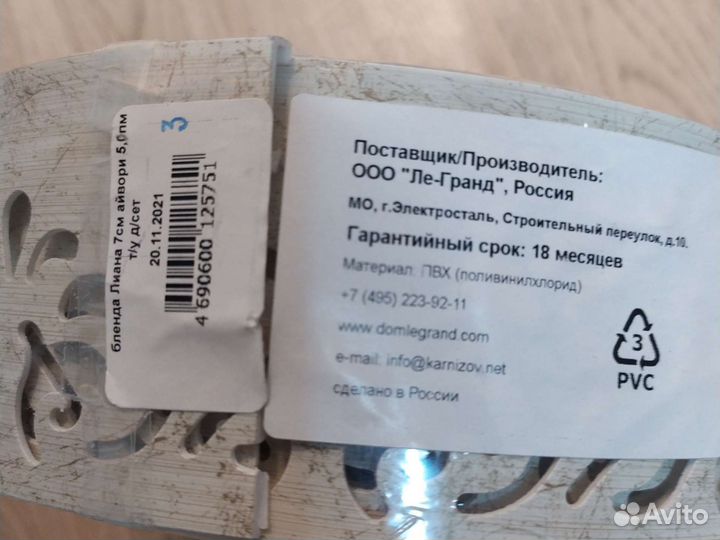 бленда Лиана 7см айвори 5,0пм
т/у д/сет
20.11.2021
3
4 690600 125751
Поставщик/Производитель:
ООО "Ле-Гранд", Россия
МО, г.Электросталь, Строительный переулок, д.10.
Гарантийный срок: 18 месяцев
Материал: ПВХ (поливинилхлорид)
+7 (495) 223-92-11
www.domlegrand.com
e-mail: info@karnizov.net
сделано в России
3
PVC
Avito